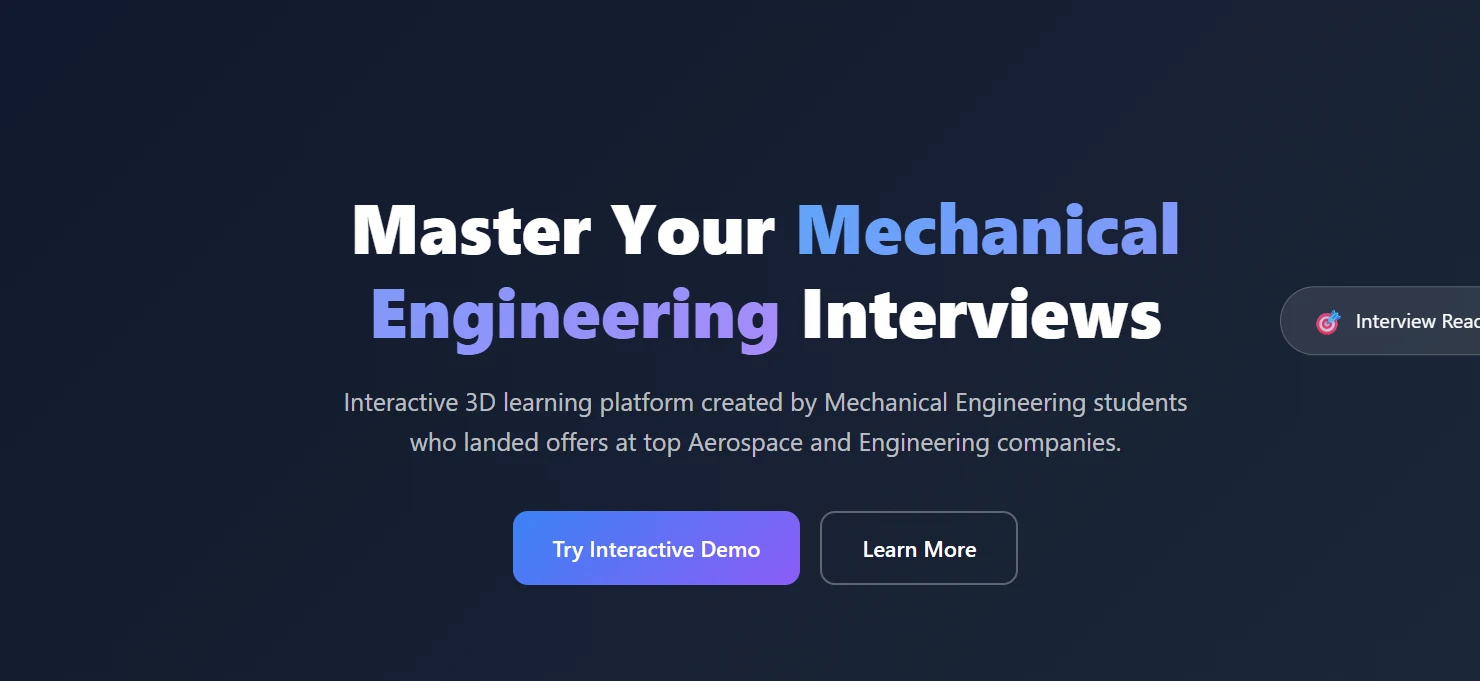 Master Your Mechanical
Engineering Interviews
Interactive 3D learning platform created by Mechanical Engineering students
who landed offers at top Aerospace and Engineering companies.
Try Interactive Demo
Learn More
Interview